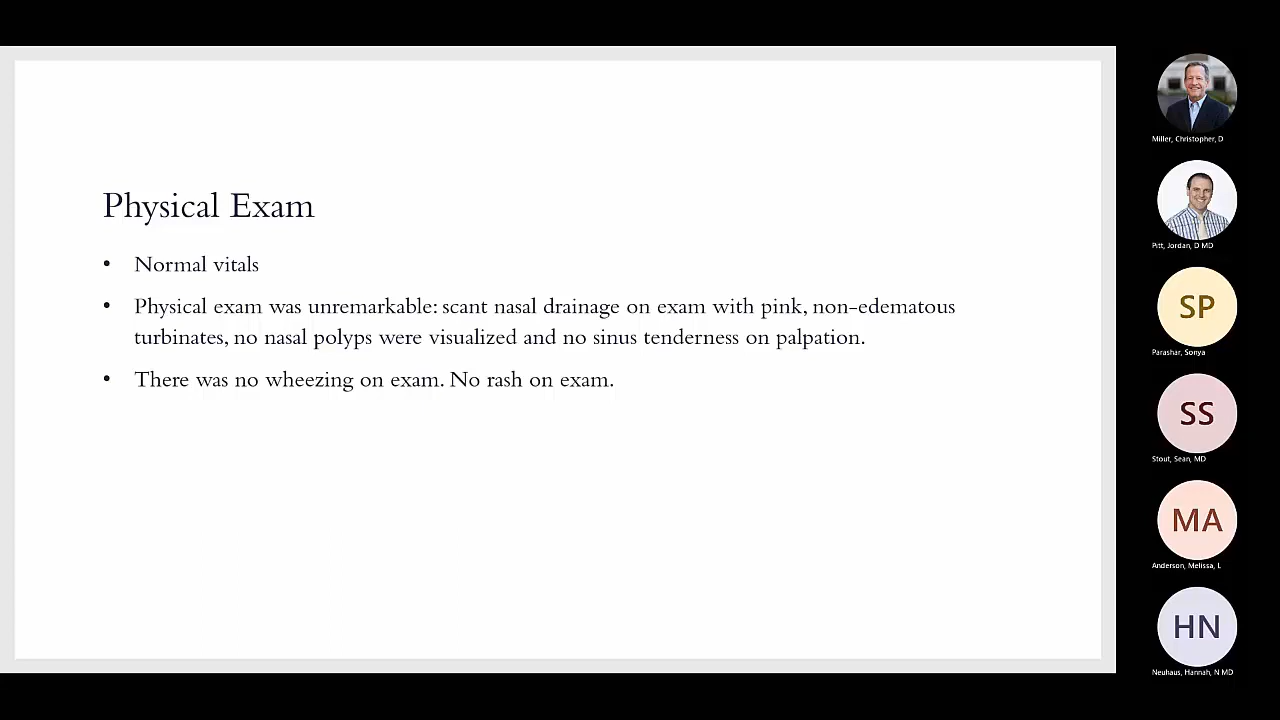 Physical Exam
• Normal vitals
• Physical exam was unremarkable: scant nasal drainage on exam with pink, non-edematous
turbinates, no nasal polyps were visualized and no sinus tenderness on palpation.
• There was no wheezing on exam. No rash on exam.
Miller, Christopher, D
Pitt, Jordan, D MD
SP
Parashar, Sonya
SS
Stout, Sean, MD
MA
Anderson, Melissa, L
HN
Neuhaus, Hannah, N MD